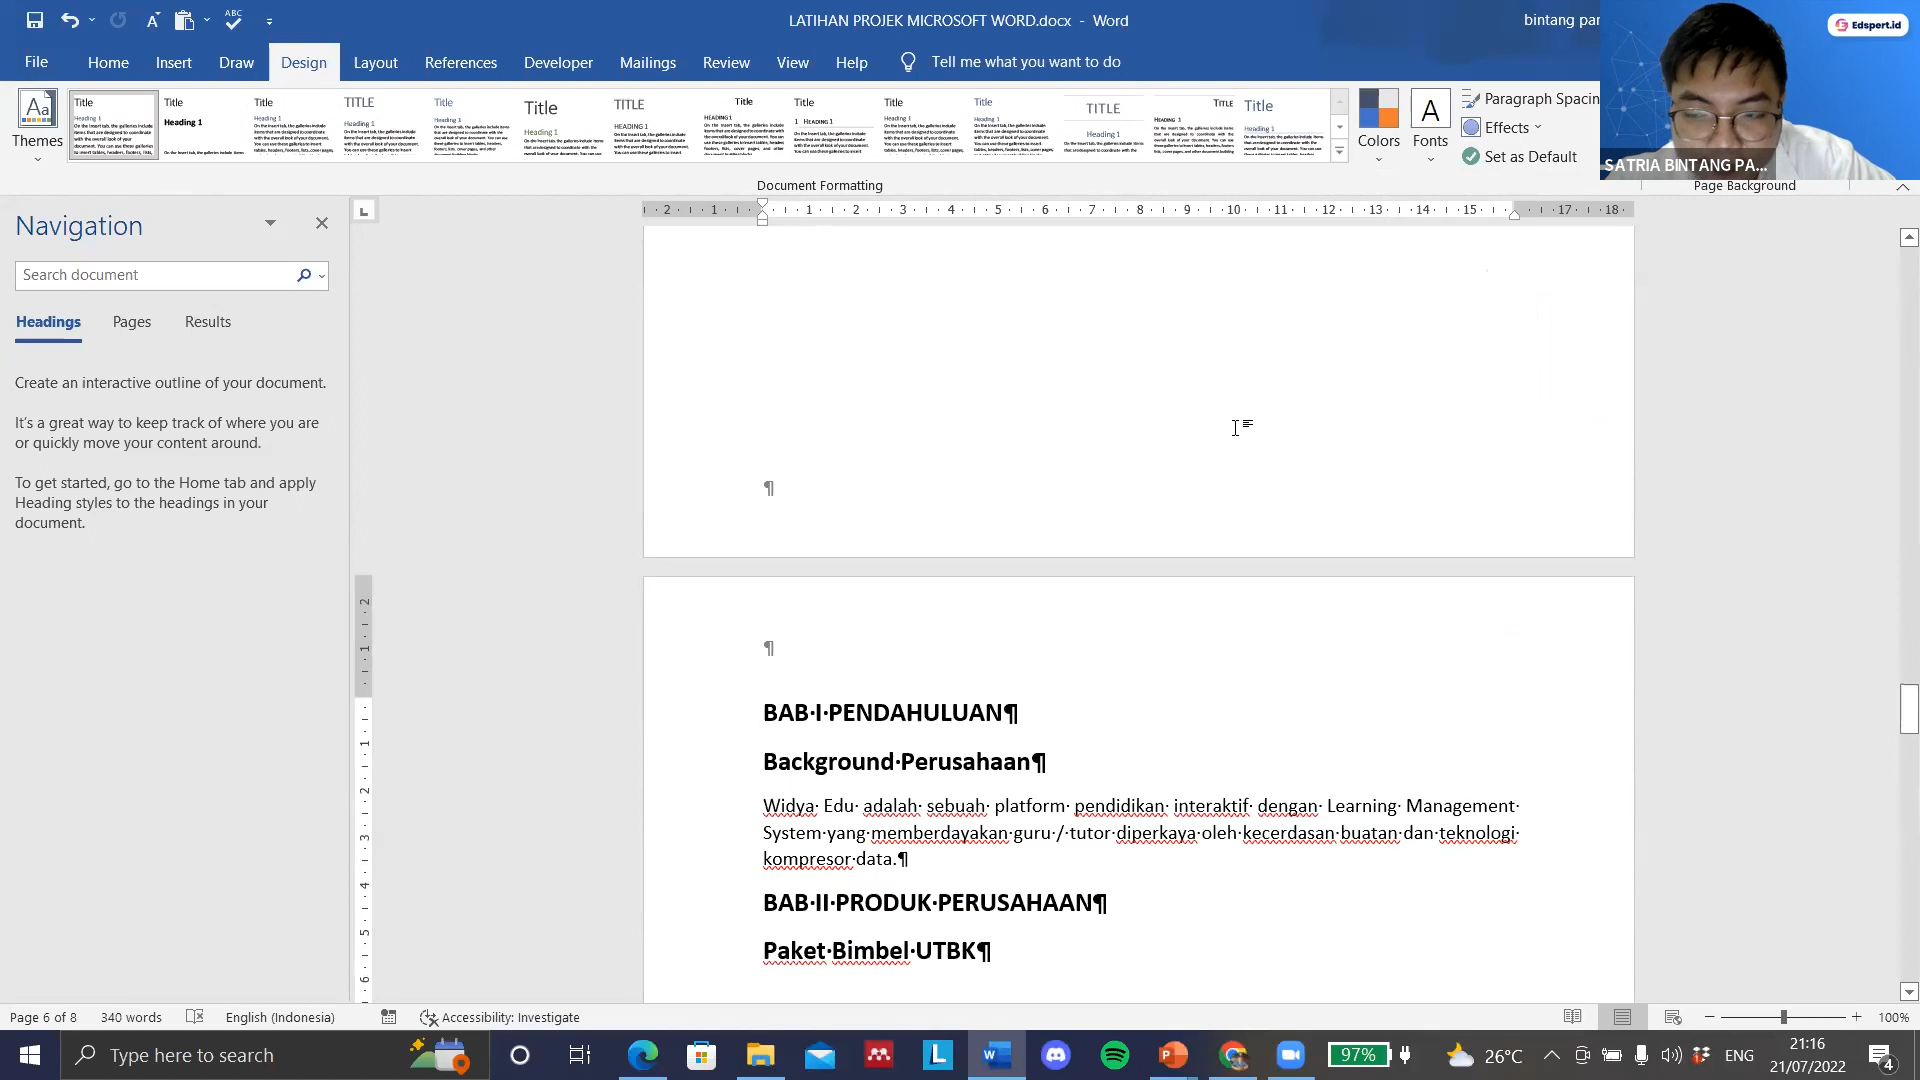 LATIHAN PROJEK MICROSOFT WORD.docx - Word
bintang par
Edspert.id
File Home Insert Draw Design Layout References Developer Mailings Review View Help Tell me what you want to do
Themes
Colors
Fonts
Paragraph Spacin
Effects
Set as Default
SATRIA BINTANG PA...
Document Formatting
Page Background
Navigation
Search document
Headings Pages Results
Create an interactive outline of your document.
It's a great way to keep track of where you are
or quickly move your content around.
To get started, go to the Home tab and apply
Heading styles to the headings in your
document.
¶
¶
BAB·I·PENDAHULUAN¶
Background·Perusahaan¶
Widya· Edu· adalah· sebuah· platform· pendidikan· interaktif· dengan· Learning· Management·
System·yang·memberdayakan·guru·/·tutor·diperkaya·oleh·kecerdasan·buatan·dan·teknologi·
kompresor·data.¶
BAB·II·PRODUK·PERUSAHAAN¶
Paket·Bimbel·UTBK¶
Page 6 of 8 340 words English (Indonesia) Accessibility: Investigate 100%
Type here to search
97%
26°C
ENG
21:16
21/07/2022
4